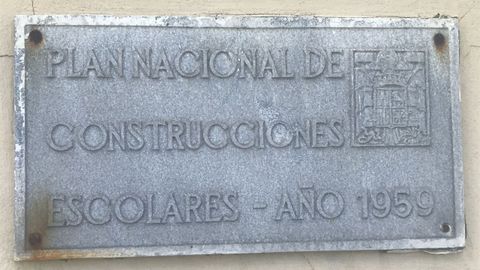 PLAN NACIONAL DE
CONSTRUCCIONES
ESCOLARES - AÑO 1959